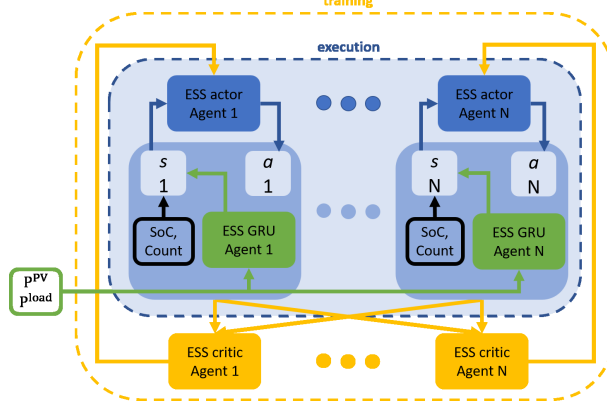 training
execution
ESS actor
Agent 1
ESS actor
Agent N
s
1
a
1
s
N
a
N
SoC,
Count
ESS GRU
Agent 1
SoC,
Count
ESS GRU
Agent N
pPV
pload
ESS critic
Agent 1
ESS critic
Agent N